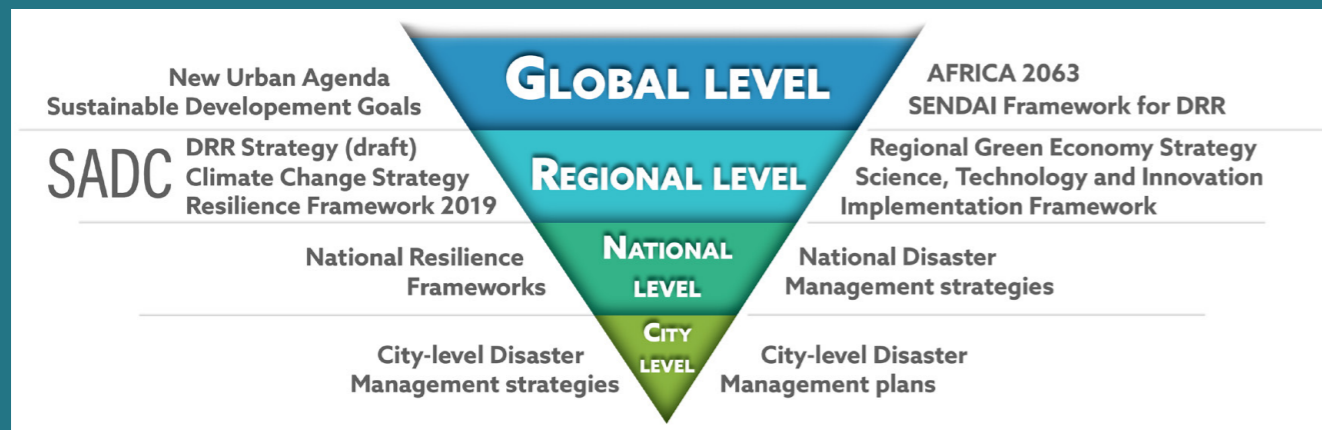 New Urban Agenda
Sustainable Developement Goals
GLOBAL LEVEL
AFRICA 2063
SENDAI Framework for DRR
SADC
DRR Strategy (draft)
Climate Change Strategy
Resilience Framework 2019
REGIONAL LEVEL
Regional Green Economy Strategy
Science, Technology and Innovation
Implementation Framework
National Resilience
Frameworks
NATIONAL
LEVEL
National Disaster
Management strategies
City-level Disaster
Management strategies
CITY
LEVEL
City-level Disaster
Management plans